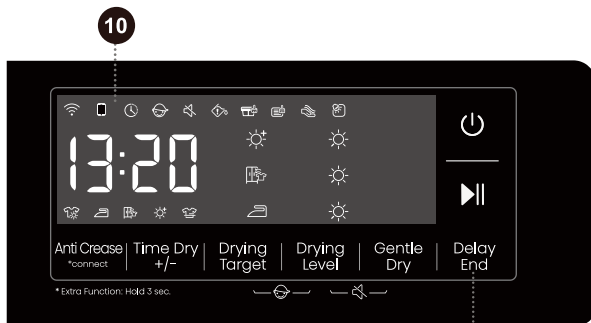 10
13:20
Anti Crease
*connect
Time Dry
+/-
Drying
Target
Drying
Level
Gentle
Dry
Delay
End
* Extra Function: Hold 3 sec.